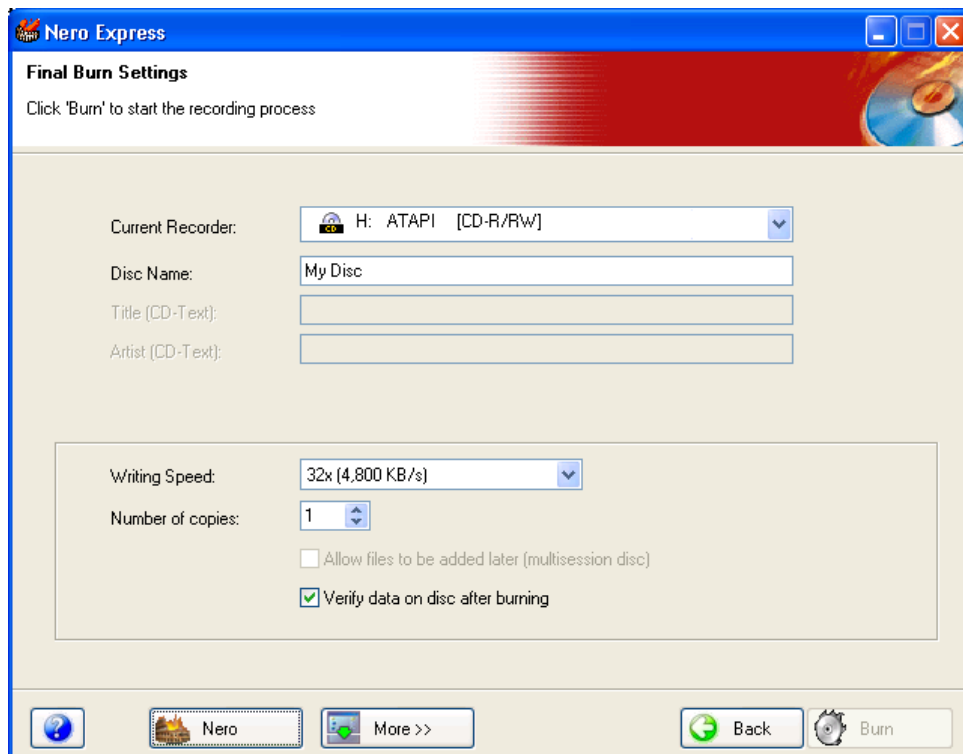 Nero Express
Final Burn Settings
Click 'Burn' to start the recording process
Current Recorder: H: ATAPI [CD-R/RW]
Disc Name: My Disc
Title (CD-Text):
Artist (CD-Text):
Writing Speed: 32x (4,800 KB/s)
Number of copies: 1
Allow files to be added later (multisession disc)
Verify data on disc after burning
? Nero More >> Back Burn